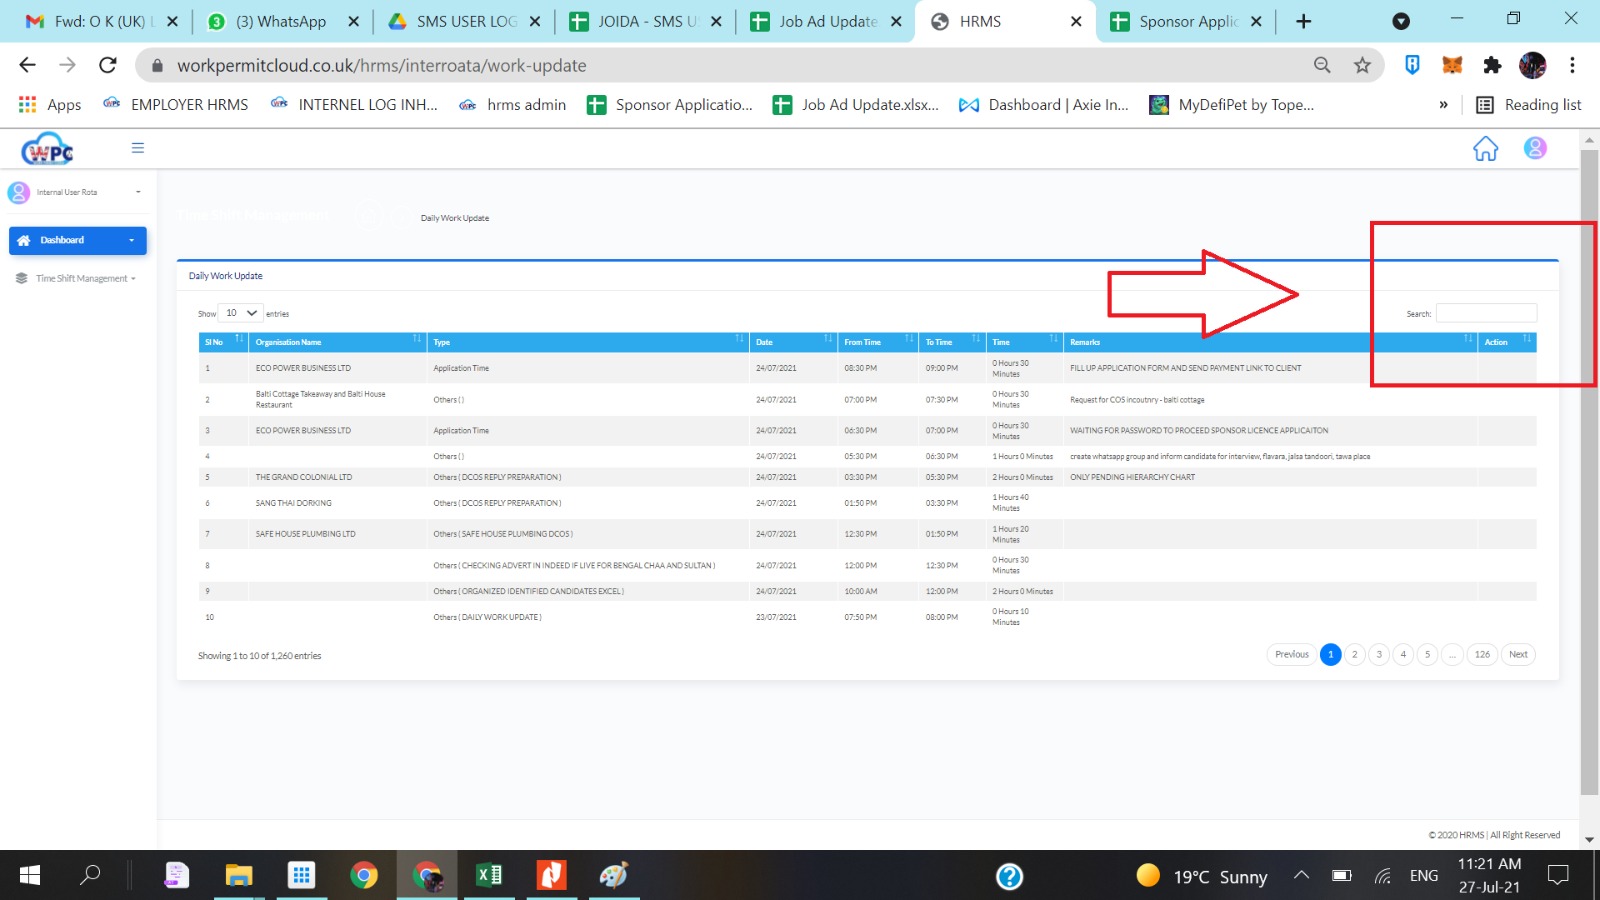 Fwd: O K (UK) L
3 (3) WhatsApp
SMS USER LOG
JOIDA - SMS U
Job Ad Update
HRMS
Sponsor Applic
workpermitcloud.co.uk/hrms/interroata/work-update
Apps
EMPLOYER HRMS
INTERNEL LOG INH...
hrms admin
Sponsor Applicatio...
Job Ad Update.xlsx...
Dashboard | Axie In...
MyDefiPet by Tope...
»
Reading list
WPC
Internal User Rota
Dashboard
Time Shift Management
Daily Work Update
Daily Work Update
Show 10 entries
Search:
Sl No Organisation Name Type Date From Time To Time Time Remarks Action
1 ECO POWER BUSINESS LTD Application Time 24/07/2021 08:30 PM 09:00 PM 0 Hours 30 Minutes FILL UP APPLICATION FORM AND SEND PAYMENT LINK TO CLIENT
2 Balti Cottage Takeaway and Balti House Restaurant Others ( ) 24/07/2021 07:00 PM 07:30 PM 0 Hours 30 Minutes Request for COS incoutnry - balti cottage
3 ECO POWER BUSINESS LTD Application Time 24/07/2021 06:30 PM 07:00 PM 0 Hours 30 Minutes WAITING FOR PASSWORD TO PROCEED SPONSOR LICENCE APPLICAITON
4 Others ( ) 24/07/2021 05:30 PM 06:30 PM 1 Hours 0 Minutes create whatsapp group and inform candidate for interview, flavara, jalsa tandoori, tawa place
5 THE GRAND COLONIAL LTD Others ( DCOS REPLY PREPARATION ) 24/07/2021 03:30 PM 05:30 PM 2 Hours 0 Minutes ONLY PENDING HIERARCHY CHART
6 SANG THAI DORKING Others ( DCOS REPLY PREPARATION ) 24/07/2021 01:50 PM 03:30 PM 1 Hours 40 Minutes
7 SAFE HOUSE PLUMBING LTD Others ( SAFE HOUSE PLUMBING DCOS ) 24/07/2021 12:30 PM 01:50 PM 1 Hours 20 Minutes
8 Others ( CHECKING ADVERT IN INDEED IF LIVE FOR BENGAL CHAA AND SULTAN ) 24/07/2021 12:00 PM 12:30 PM 0 Hours 30 Minutes
9 Others ( ORGANIZED IDENTIFIED CANDIDATES EXCEL ) 24/07/2021 10:00 AM 12:00 PM 2 Hours 0 Minutes
10 Others ( DAILY WORK UPDATE ) 23/07/2021 07:50 PM 08:00 PM 0 Hours 10 Minutes
Showing 1 to 10 of 1,260 entries
Previous 1 2 3 4 5 ... 126 Next
© 2020 HRMS | All Right Reserved
19°C Sunny
ENG
11:21 AM
27-Jul-21